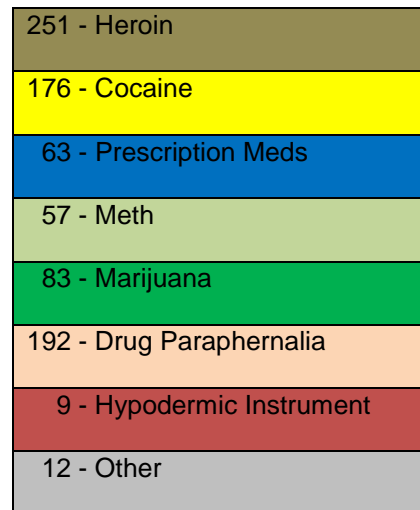 251 - Heroin
176 - Cocaine
63 - Prescription Meds
57 - Meth
83 - Marijuana
192 - Drug Paraphernalia
9 - Hypodermic Instrument
12 - Other